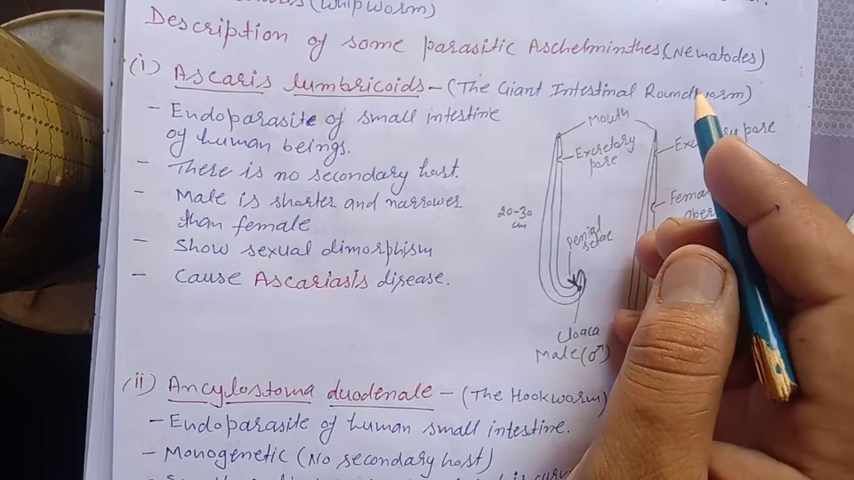 (Whipworm)
Description of some parasitic Aschelminthes(Nematodes)
(i) Ascaris lumbricoids - (The Giant Intestinal Roundworm)
- Endoparasite of small intestine
of human beings.
- There is no secondary host.
- Male is shorter and narrower
than female
- Show sexual dimorphism
- Cause Ascariasis disease.
Mouth
Excretory
pore
pore
20-30
cm
penial
setae
Cloaca
Male(♂)
(ii) Ancylostoma duodenale - (The Hookworm)
- Endoparasite of human small intestine.
- Monogenetic (No secondary host)